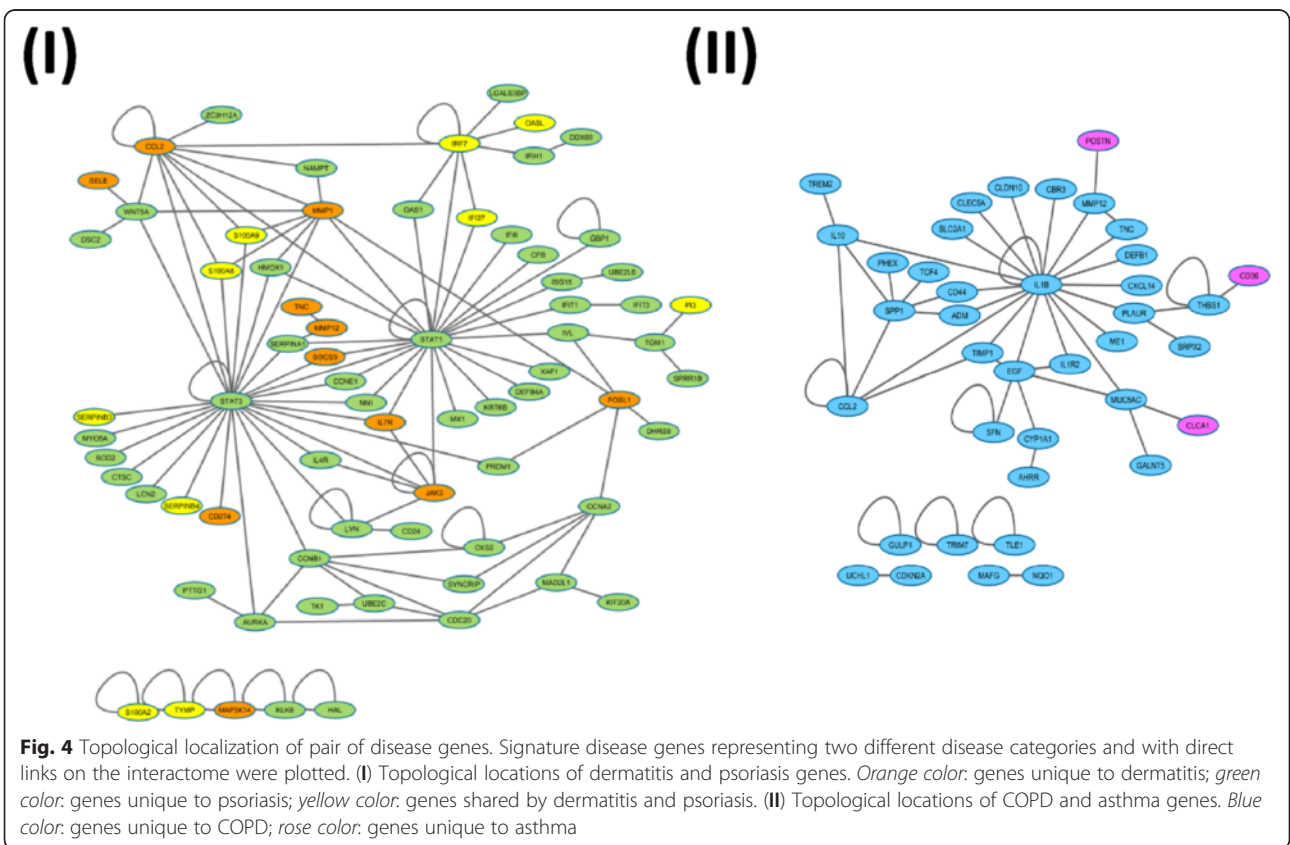 (I)
(II)
ZC3H12A
CCL2
LGALS3BP
OASL
IRF7
DDX60
IFIH1
NAMPT
SELE
WNT5A
MMP1
OAS1
IFI27
DSC2
S100A9
S100A8
HMOX1
IFI6
GBP1
CFB
ISG15
UBE2L6
IFIT1
IFIT3
TNC
MMP12
SERPINA1
SOCS3
STAT1
IVL
TGM1
PI3
SPRR1B
CCNE1
NMI
XAF1
DEFB4A
KRT6B
MX1
STAT3
IL7R
FOSL1
DHRS9
SERPINB3
MYO5A
SOD2
CTSC
LCN2
SERPINB4
CD274
IL4R
PRDM1
JAK3
LYN
CD24
CCNA2
CKS2
CCNB1
SYNCRIP
MAD2L1
KIF20A
PTTG1
TK1
UBE2C
AURKA
CDC20
S100A2
TYMP
MAP3K14
KLK6
HAL
POSTN
TREM2
CLDN10
CBR3
CLEC5A
MMP12
SLC2A1
TNC
IL10
DEFB1
PHEX
TCF4
CD44
IL1B
CXCL14
CD36
THBS1
SPP1
ADM
PLAUR
SRPX2
ME1
TIMP1
IL1R2
EGF
MUC5AC
CCL2
CLCA1
SFN
CYP1A1
AHRR
GALNT5
GULP1
TRIM7
TLE1
UCHL1
CDKN2A
MAFG
NQO1
Fig. 4 Topological localization of pair of disease genes. Signature disease genes representing two different disease categories and with direct
links on the interactome were plotted. (I) Topological locations of dermatitis and psoriasis genes. Orange color: genes unique to dermatitis; green
color: genes unique to psoriasis; yellow color: genes shared by dermatitis and psoriasis. (II) Topological locations of COPD and asthma genes. Blue
color: genes unique to COPD; rose color: genes unique to asthma